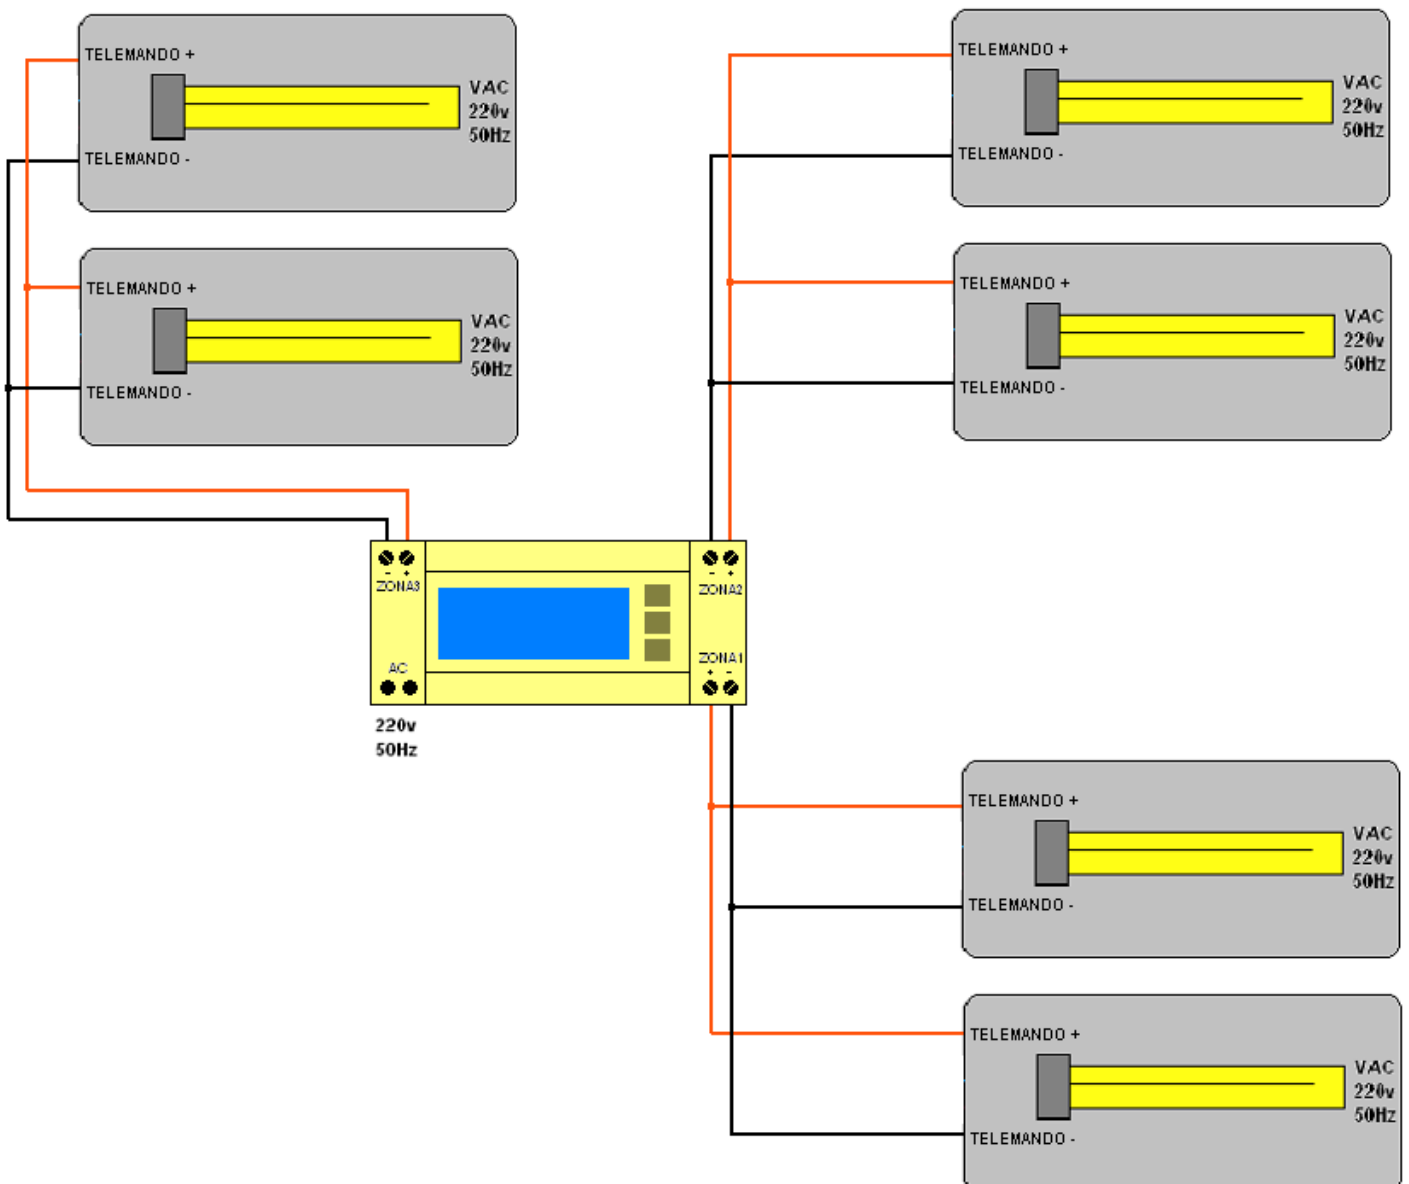 TELEMANDO +
VAC
220v
50Hz
TELEMANDO -
TELEMANDO +
VAC
220v
50Hz
TELEMANDO -
TELEMANDO +
VAC
220v
50Hz
TELEMANDO -
TELEMANDO +
VAC
220v
50Hz
TELEMANDO -
- +
ZONA3
- +
ZONA2
AC
ZONA1
+ -
220v
50Hz
TELEMANDO +
VAC
220v
50Hz
TELEMANDO -
TELEMANDO +
VAC
220v
50Hz
TELEMANDO -